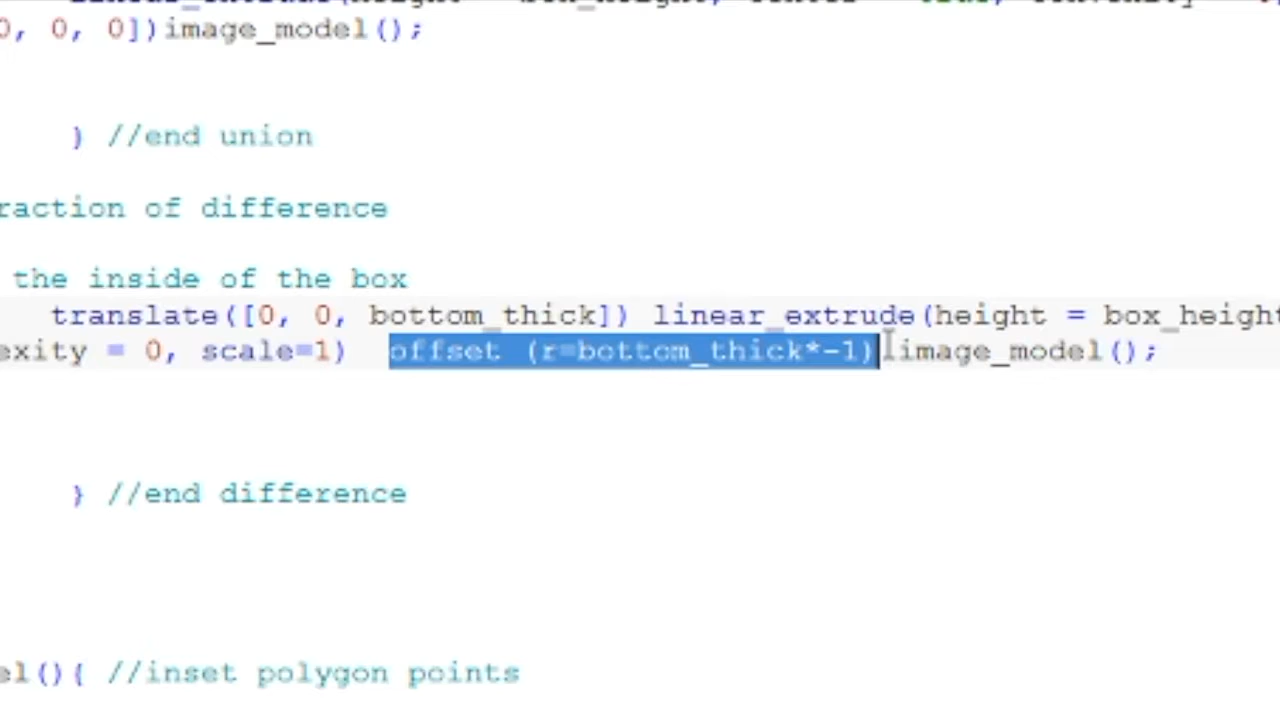 0, 0, 0])image_model();
} //end union
raction of difference
the inside of the box
translate([0, 0, bottom_thick]) linear_extrude(height = box_height
exity = 0, scale=1) offset (r=bottom_thick*-1)image_model();
} //end difference
el(){ //inset polygon points